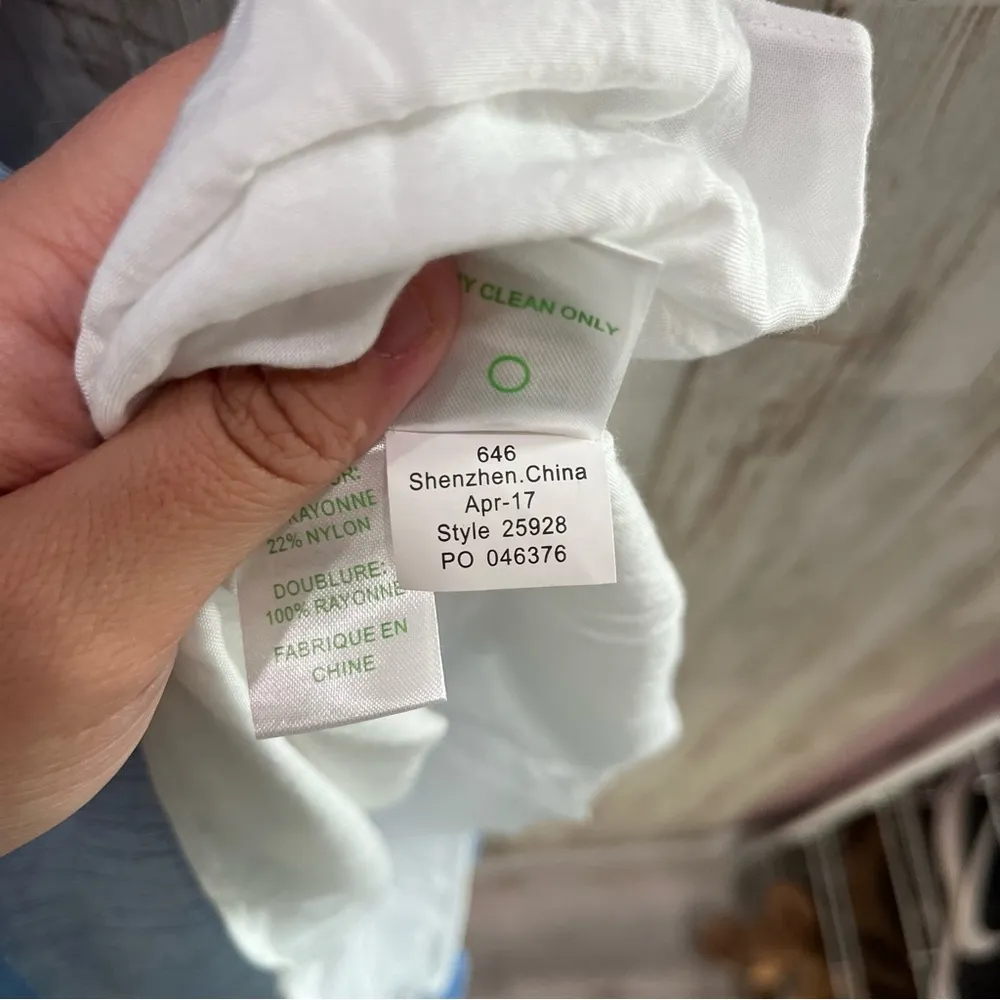 CLEAN ONLY
646
Shenzhen.China
Apr-17
Style 25928
PO 046376
22% NYLON
DOUBLURE:
100% RAYONNE
FABRIQUE EN
CHINE